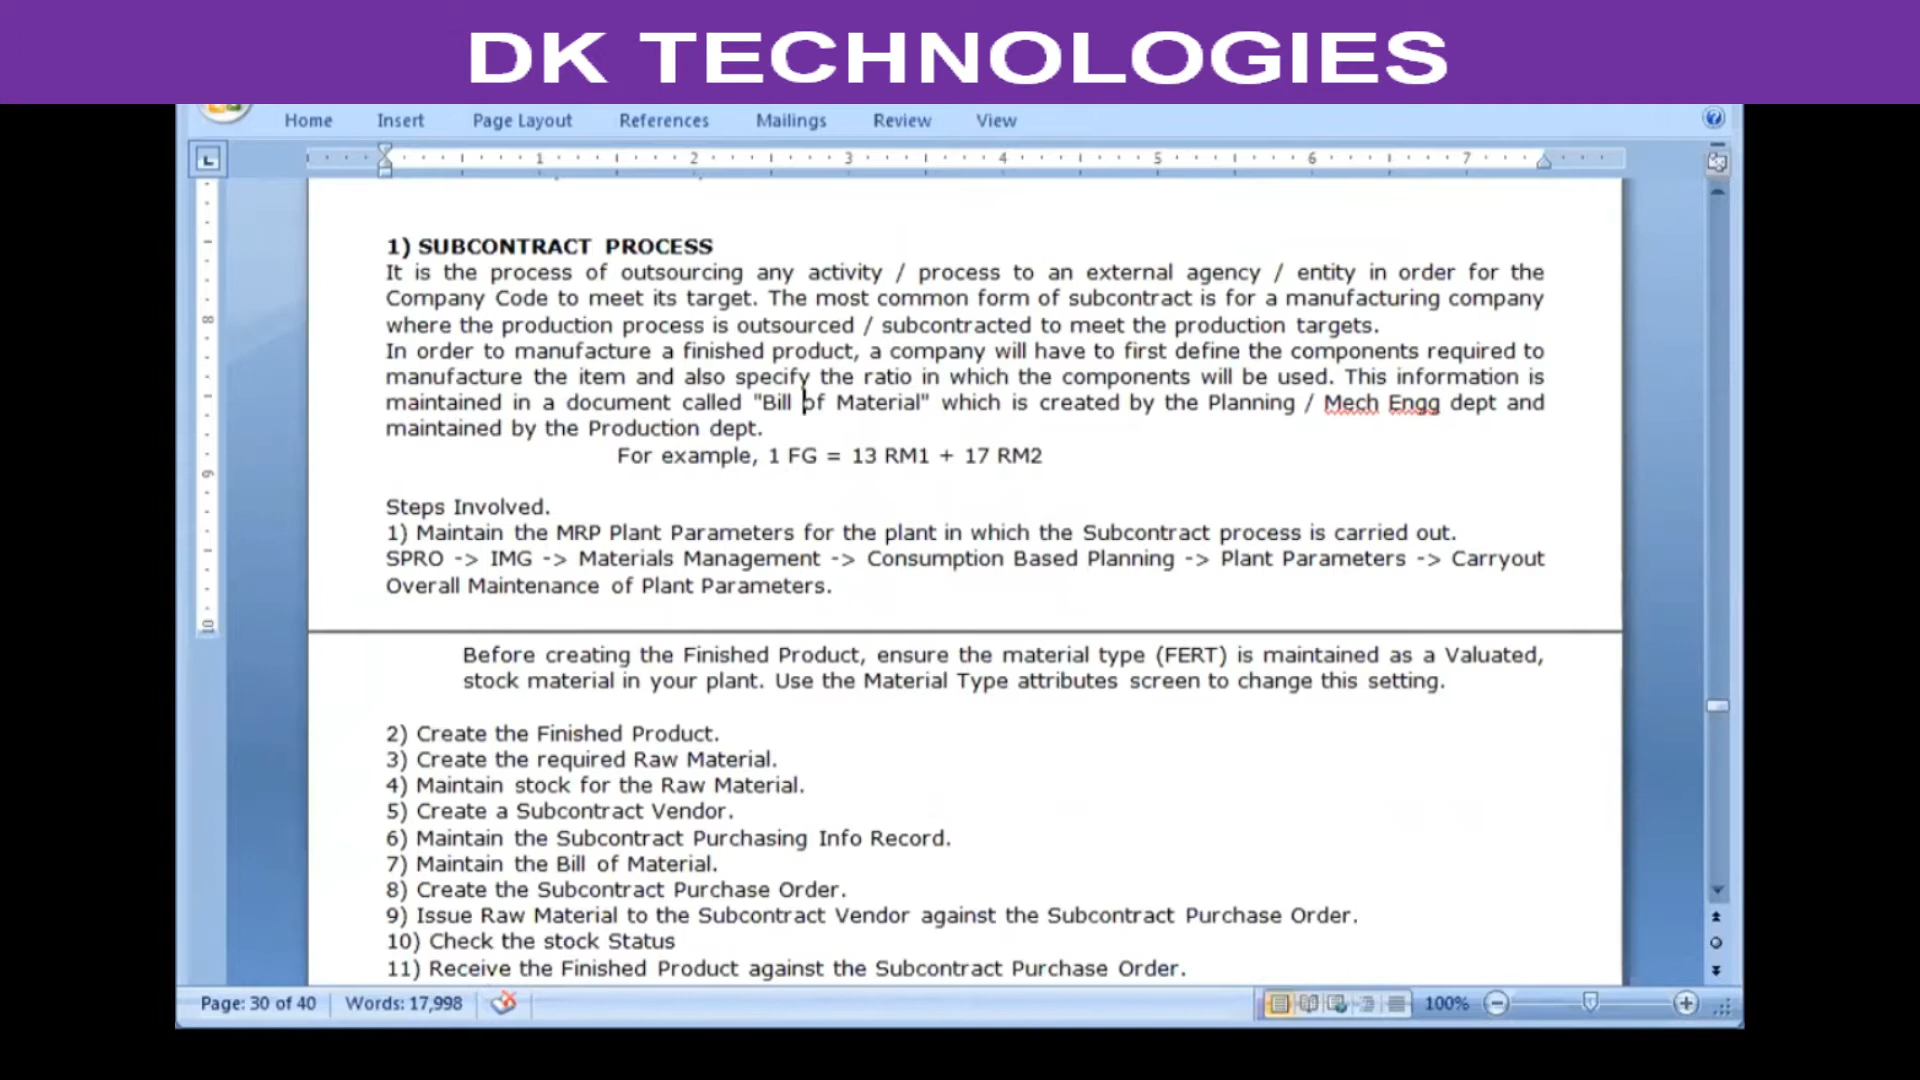 DK TECHNOLOGIES
Home Insert Page Layout References Mailings Review View
1 2 3 4 5 6 7
1) SUBCONTRACT PROCESS
It is the process of outsourcing any activity / process to an external agency / entity in order for the
Company Code to meet its target. The most common form of subcontract is for a manufacturing company
where the production process is outsourced / subcontracted to meet the production targets.
In order to manufacture a finished product, a company will have to first define the components required to
manufacture the item and also specify the ratio in which the components will be used. This information is
maintained in a document called "Bill of Material" which is created by the Planning / Mech Engg dept and
maintained by the Production dept.
For example, 1 FG = 13 RM1 + 17 RM2
Steps Involved.
1) Maintain the MRP Plant Parameters for the plant in which the Subcontract process is carried out.
SPRO -> IMG -> Materials Management -> Consumption Based Planning -> Plant Parameters -> Carryout
Overall Maintenance of Plant Parameters.
Before creating the Finished Product, ensure the material type (FERT) is maintained as a Valuated,
stock material in your plant. Use the Material Type attributes screen to change this setting.
2) Create the Finished Product.
3) Create the required Raw Material.
4) Maintain stock for the Raw Material.
5) Create a Subcontract Vendor.
6) Maintain the Subcontract Purchasing Info Record.
7) Maintain the Bill of Material.
8) Create the Subcontract Purchase Order.
9) Issue Raw Material to the Subcontract Vendor against the Subcontract Purchase Order.
10) Check the stock Status
11) Receive the Finished Product against the Subcontract Purchase Order.
8
9
10
Page: 30 of 40 Words: 17,998 100%